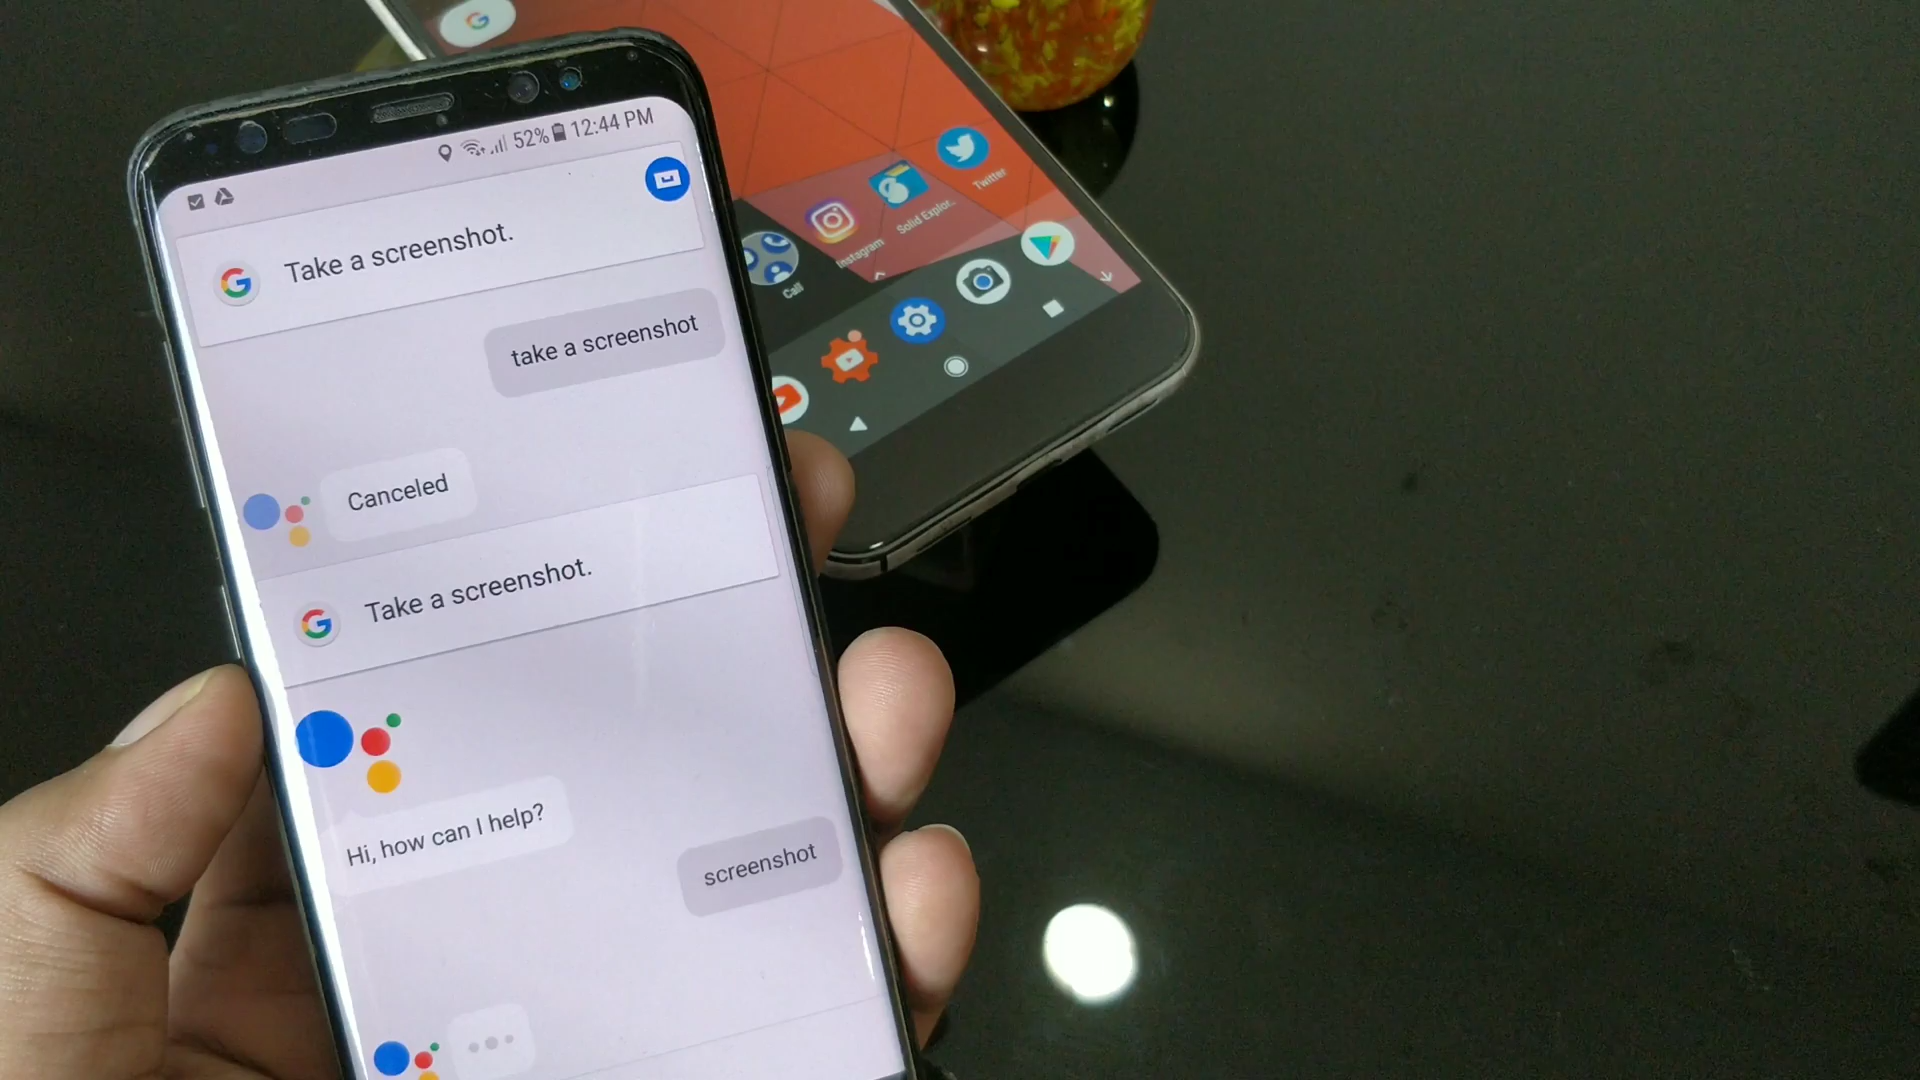 52% 12:44 PM
Take a screenshot.
take a screenshot
Canceled
Take a screenshot.
Hi, how can I help?
screenshot
Twitter
Solid Explor..
Instagram
Call